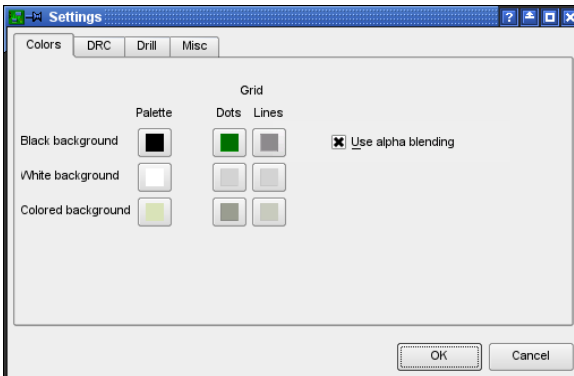 Settings
Colors DRC Drill Misc
Grid
Palette Dots Lines
Black background Use alpha blending
White background
Colored background
OK Cancel